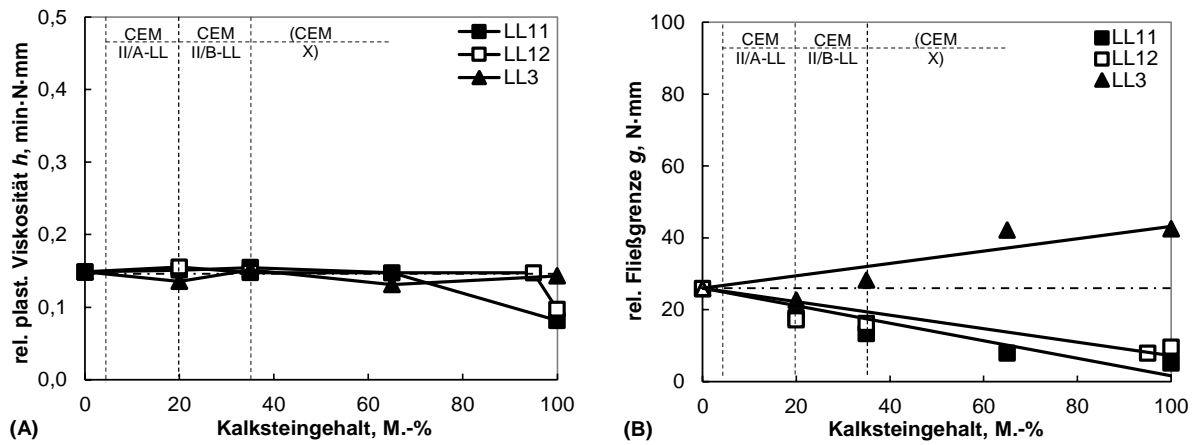 0,5
0,4
0,3
0,2
0,1
0,0
rel. plast. Viskosität h, min·N·mm
CEM
II/A-LL
CEM
II/B-LL
(CEM
X)
LL11
LL12
LL3
0 20 40 60 80 100
Kalksteingehalt, M.-%
(A)
100
80
60
40
20
0
rel. Fließgrenze g, N·mm
CEM
II/A-LL
CEM
II/B-LL
(CEM
X)
LL11
LL12
LL3
0 20 40 60 80 100
Kalksteingehalt, M.-%
(B)